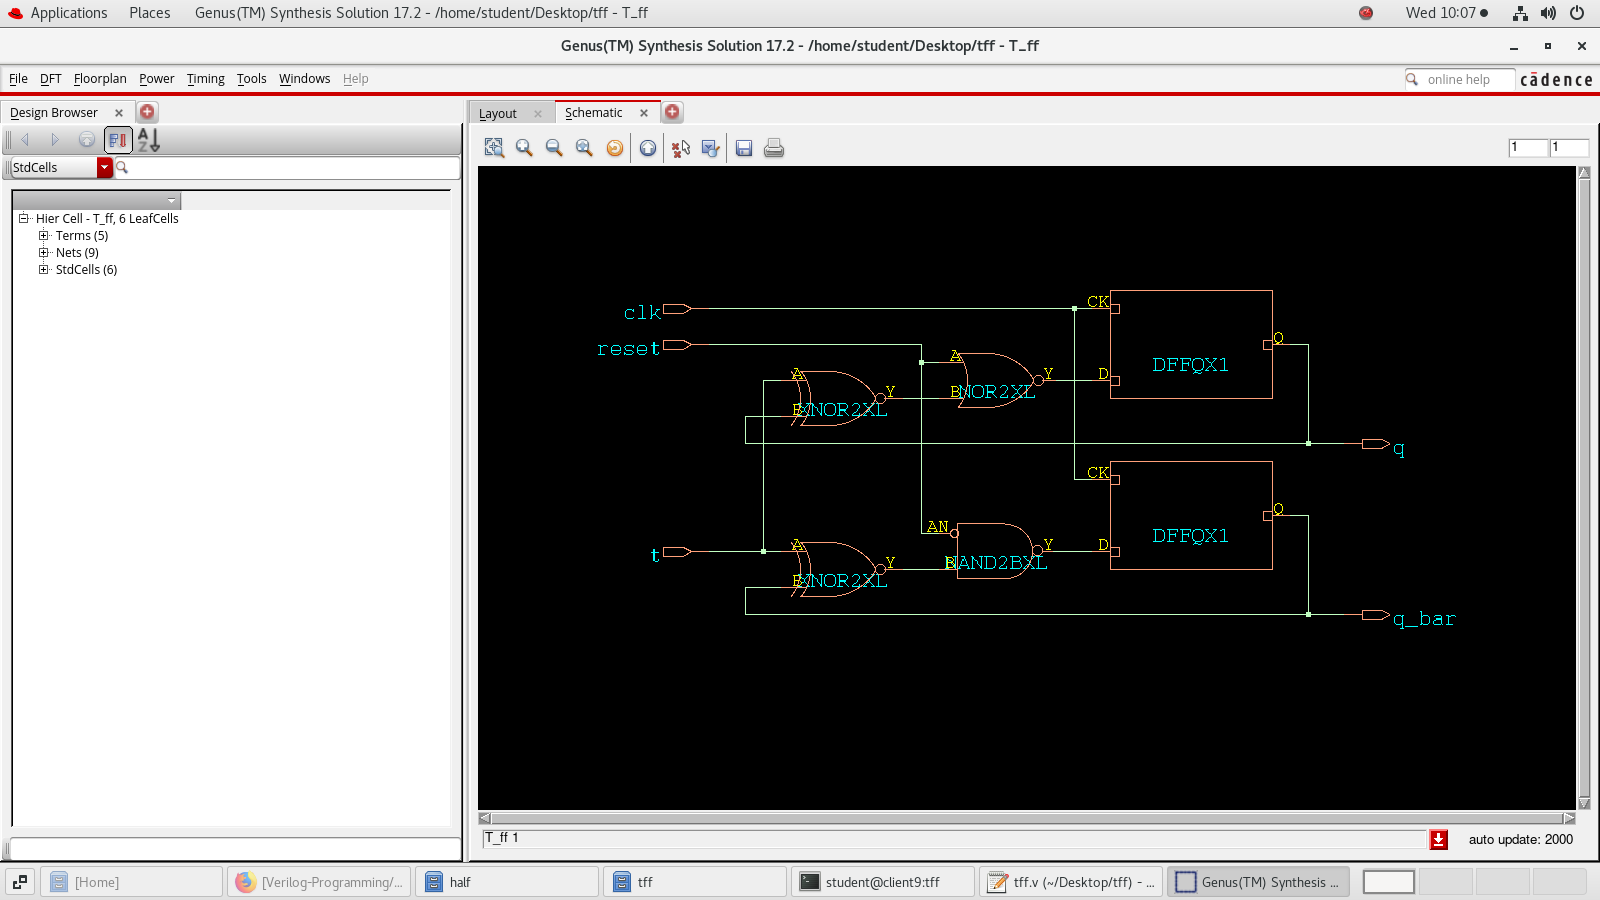 Applications Places Genus(TM) Synthesis Solution 17.2 - /home/student/Desktop/tff - T_ff Wed 10:07
Genus(TM) Synthesis Solution 17.2 - /home/student/Desktop/tff - T_ff
File DFT Floorplan Power Timing Tools Windows Help online help cādence
Design Browser
Layout Schematic
A Z
StdCells
1 1
Hier Cell - T_ff, 6 LeafCells
Terms (5)
Nets (9)
StdCells (6)
clk CK
reset Q
DFFQX1
A Y D
A Y B NOR2XL
B XNOR2XL
q
CK
Q
AN
DFFQX1
t A Y D
Y B NAND2BXL
B XNOR2XL
q_bar
T_ff 1 auto update: 2000
[Home] [Verilog-Programming/... half tff student@client9:tff tff.v (~/Desktop/tff) - ... Genus(TM) Synthesis ...